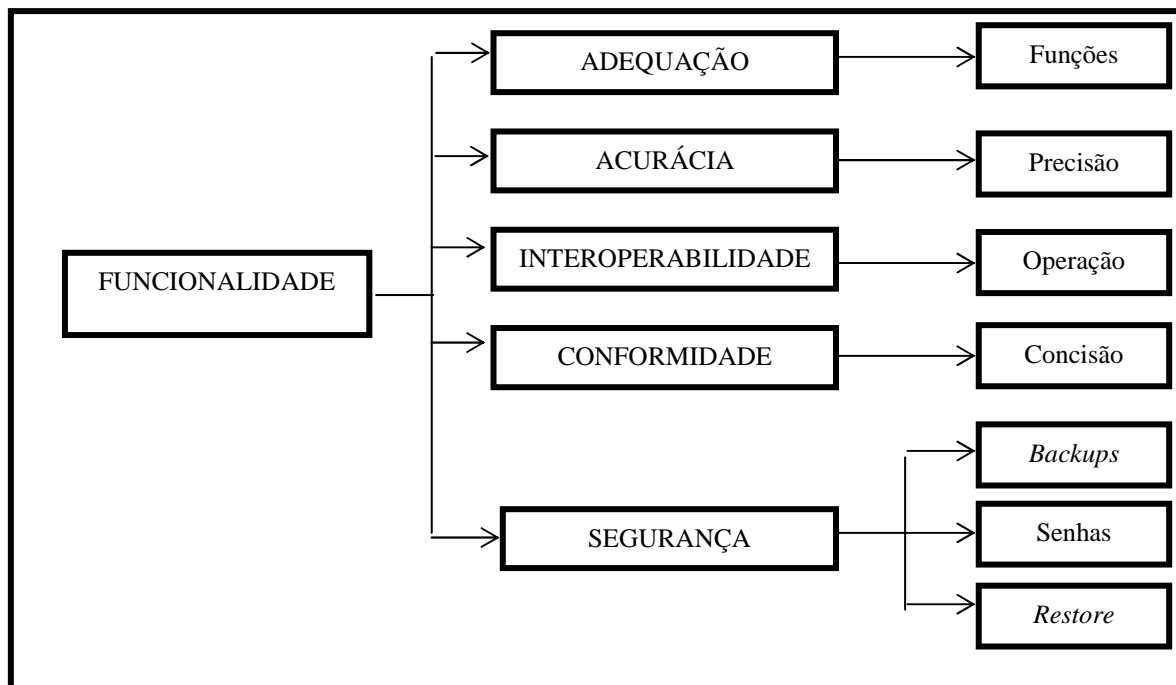 ADEQUAÇÃO
Funções
ACURÁCIA
Precisão
FUNCIONALIDADE
INTEROPERABILIDADE
Operação
CONFORMIDADE
Concisão
SEGURANÇA
Backups
Senhas
Restore